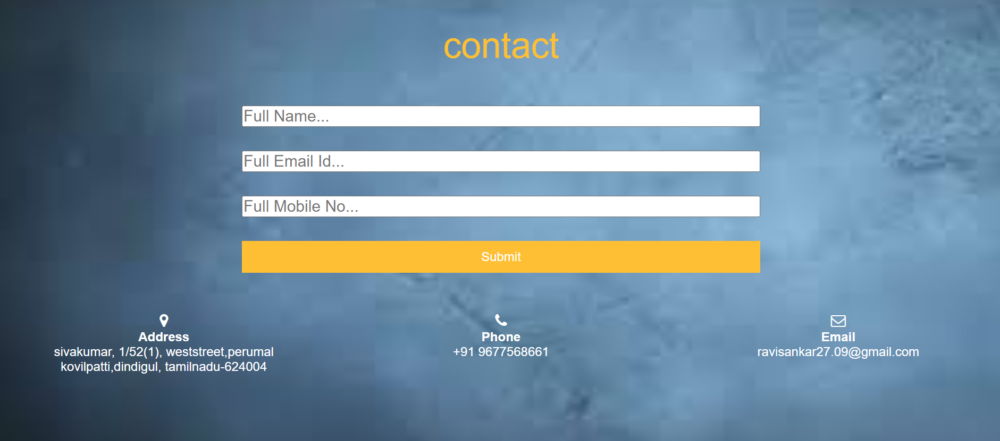 contact
Full Name...
Full Email Id...
Full Mobile No...
Submit
Address
sivakumar, 1/52(1), weststreet,perumal
kovilpatti,dindigul, tamilnadu-624004
Phone
+91 9677568661
Email
ravisankar27.09@gmail.com